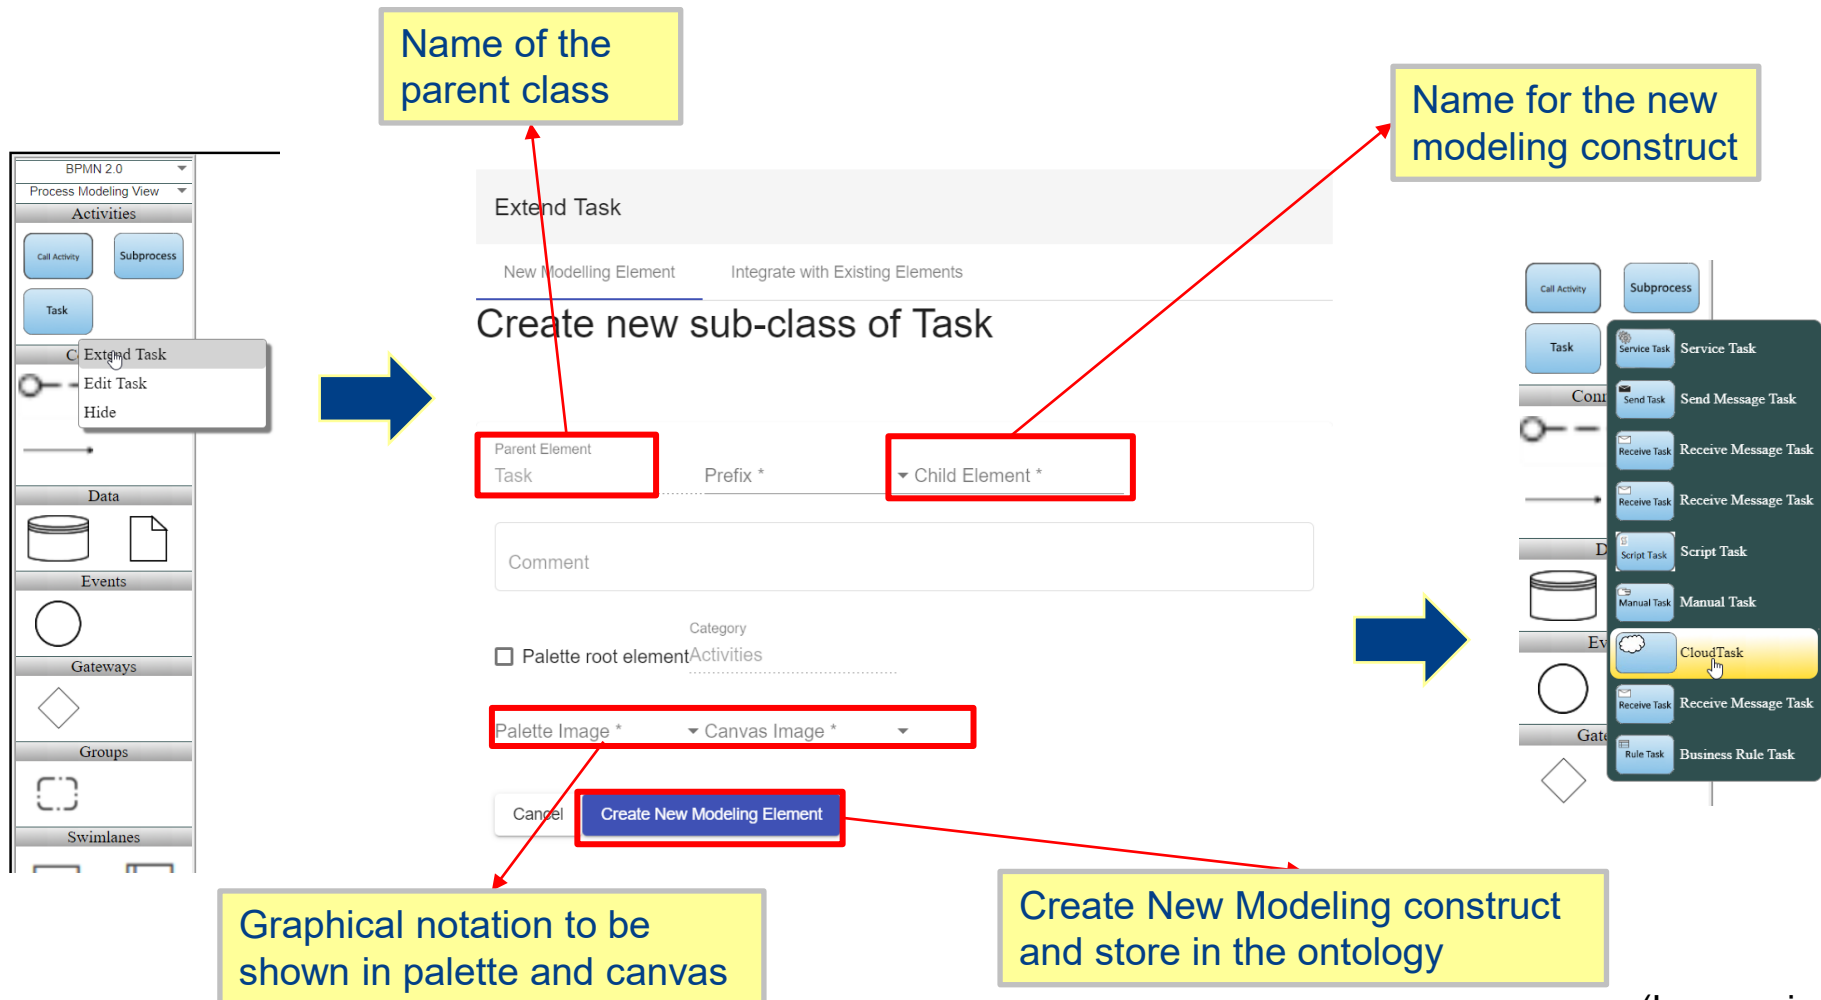 Name of the
parent class
Name for the new
modeling construct
BPMN 2.0
Process Modeling View
Activities
Call Activity
Subprocess
Task
Extend Task
Edit Task
Hide
Data
Events
Gateways
Groups
Swimlanes
Extend Task
New Modelling Element
Integrate with Existing Elements
Create new sub-class of Task
Parent Element
Task
Prefix *
Child Element *
Comment
Palette root element
Category
Activities
Palette Image *
Canvas Image *
Cancel
Create New Modeling Element
Call Activity
Subprocess
Task
Service Task Service Task
Send Task Send Message Task
Receive Task Receive Message Task
Receive Task Receive Message Task
Script Task Script Task
Manual Task Manual Task
CloudTask
Receive Task Receive Message Task
Rule Task Business Rule Task
Graphical notation to be
shown in palette and canvas
Create New Modeling construct
and store in the ontology